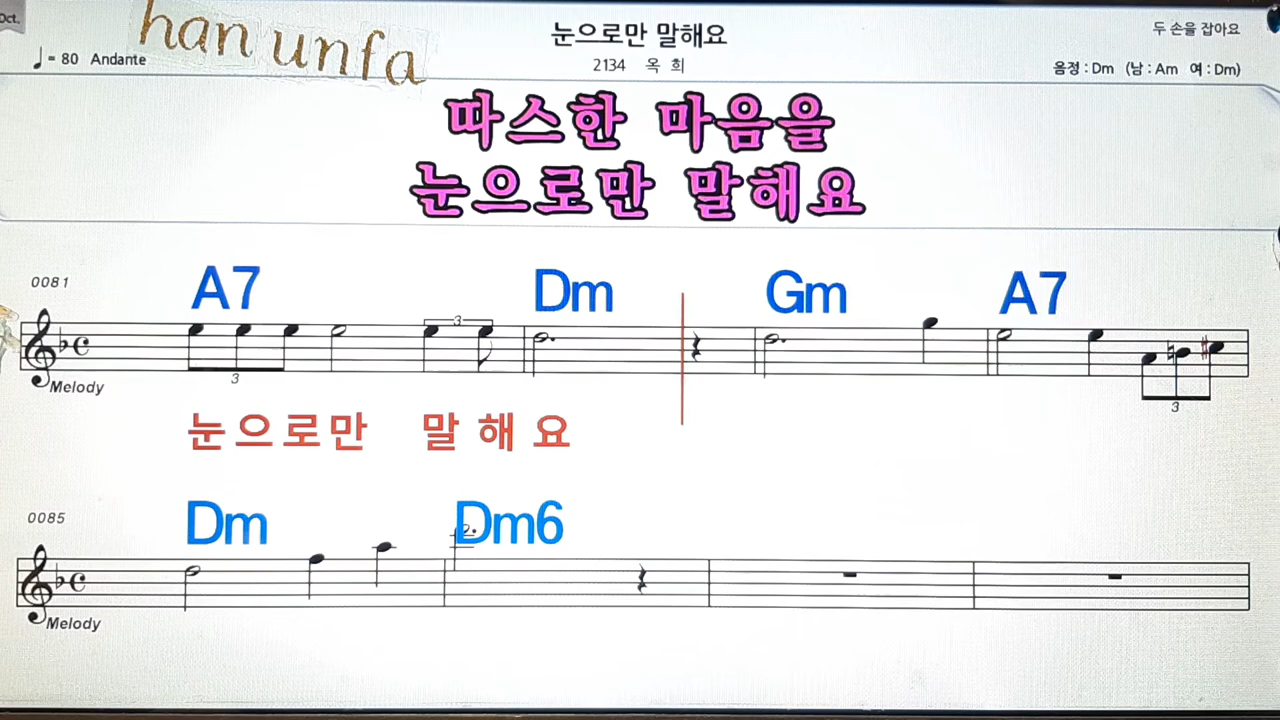 Oct.
han unfa
눈으로만 말해요
두 손을 잡아요
♩ = 80 Andante
2134 옥 희
음정 : Dm (남 : Am 여 : Dm)
따스한 마음을
눈으로만 말해요
0081
A7 Dm Gm A7
3
Melody
3
3
눈으로만 말해요
0085
Dm Dm6
Melody